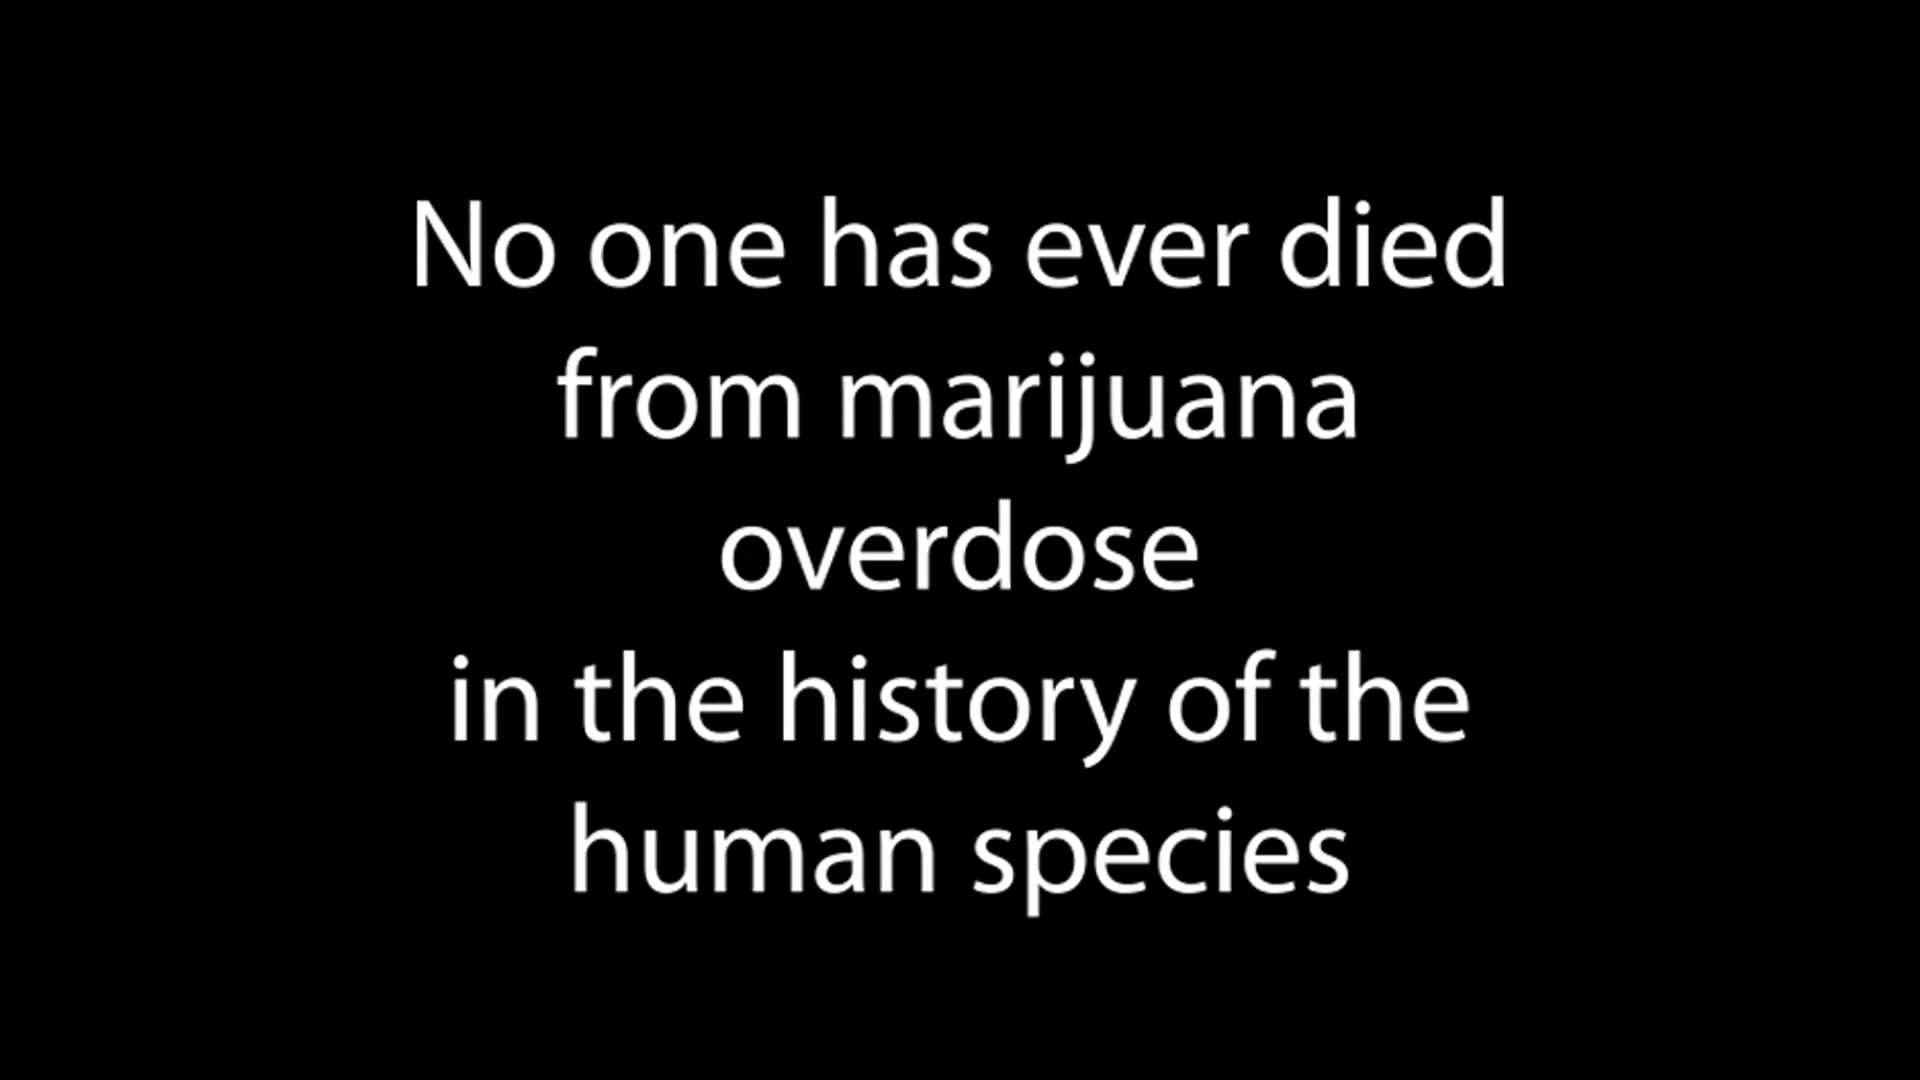 No one has ever died
from marijuana
overdose
in the history of the
human species